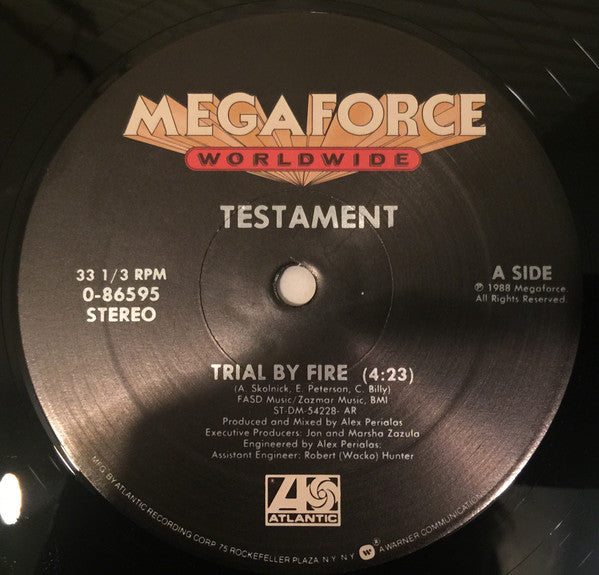 MEGAFORCE
WORLDWIDE
TESTAMENT
33 1/3 RPM
0-86595
STEREO
A SIDE
℗ 1988 Megaforce.
All Rights Reserved.
TRIAL BY FIRE (4:23)
(A. Skolnick, E. Peterson, C. Billy)
FASD Music/Zazmar Music, BMI
ST-DM-54228- AR
Produced and Mixed by Alex Perialas
Executive Producers: Jon and Marsha Zazula
Engineered by Alex Perialas:
Assistant Engineer: Robert (Wacko) Hunter
ATLANTIC
MFG. BY ATLANTIC RECORDING CORP. 75 ROCKEFELLER PLAZA, N.Y. N.Y. W ® A WARNER COMMUNICATION